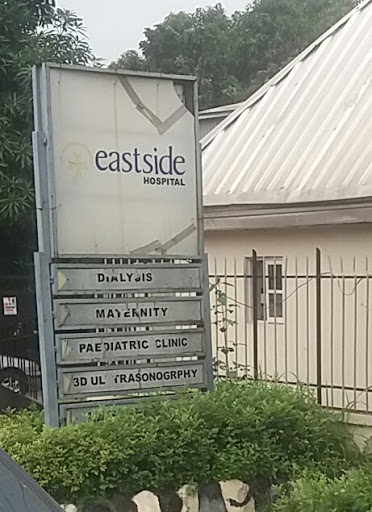 eastside
HOSPITAL
DIALYSIS
MATERNITY
PAEDIATRIC CLINIC
3D ULTRASONOGRPHY